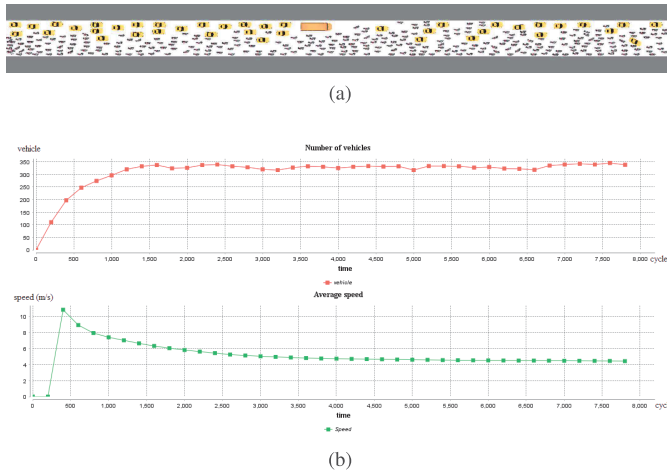 (a)
vehicle
Number of vehicles
350
300
250
200
150
100
50
0
0 500 1,000 1,500 2,000 2,500 3,000 3,500 4,000 4,500 5,000 5,500 6,000 6,500 7,000 7,500 8,000 cycle
time
vehicle
speed (m/s)
Average speed
10
8
6
4
2
0
0 500 1,000 1,500 2,000 2,500 3,000 3,500 4,000 4,500 5,000 5,500 6,000 6,500 7,000 7,500 8,000 cycl
time
Speed
(b)